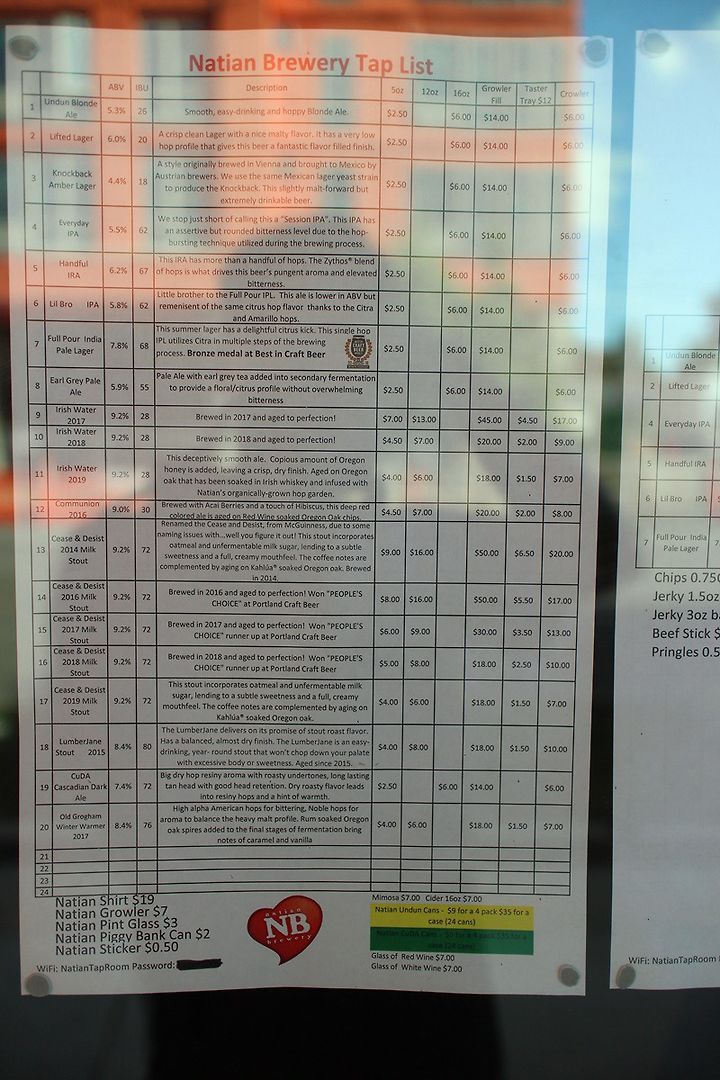 Natian Brewery Tap List
ABV IBU Description 5oz 12oz 16oz Growler Fill Taster Tray $12 Crowler
1 Undun Blonde Ale 5.3% 26 Smooth, easy-drinking and hoppy Blonde Ale. $2.50 $6.00 $14.00 $6.00
2 Lifted Lager 6.0% 20 A crisp clean Lager with a nice malty flavor. It has a very low hop profile that gives this beer a fantastic flavor filled finish. $2.50 $6.00 $14.00 $6.00
3 Knockback Amber Lager 4.4% 18 A style originally brewed in Vienna and brought to Mexico by Austrian brewers. We use the same Mexican lager yeast strain to produce the Knockback. This slightly malt-forward but extremely drinkable beer. $2.50 $6.00 $14.00 $6.00
4 Everyday IPA 5.5% 62 We stop just short of calling this a "Session IPA". This IPA has an assertive but rounded bitterness level due to the hop-bursting technique utilized during the brewing process. $2.50 $6.00 $14.00 $6.00
5 Handful IRA 6.2% 67 This IRA has more than a handful of hops. The Zythos® blend of hops is what drives this beer's pungent aroma and elevated bitterness. $2.50 $6.00 $14.00 $6.00
6 Lil Bro IPA 5.8% 62 Little brother to the Full Pour IPL. This ale is lower in ABV but remenisent of the same citrus hop flavor thanks to the Citra and Amarillo hops. $2.50 $6.00 $14.00 $6.00
7 Full Pour India Pale Lager 7.8% 68 This summer lager has a delightful citrus kick. This single hop IPL utilizes Citra in multiple steps of the brewing process. Bronze medal at Best in Craft Beer $2.50 $6.00 $14.00 $6.00
8 Earl Grey Pale Ale 5.9% 55 Pale Ale with earl grey tea added into secondary fermentation to provide a floral/citrus profile without overwhelming bitterness $2.50 $6.00 $14.00 $6.00
9 Irish Water 2017 9.2% 28 Brewed in 2017 and aged to perfection! $7.00 $13.00 $45.00 $4.50 $17.00
10 Irish Water 2018 9.2% 28 Brewed in 2018 and aged to perfection! $4.50 $7.00 $20.00 $2.00 $9.00
11 Irish Water 2019 9.2% 28 This deceptively smooth ale. Copious amount of Oregon honey is added, leaving a crisp, dry finish. Aged on Oregon oak that has been soaked in Irish whiskey and infused with Natian's organically-grown hop garden. $4.00 $6.00 $18.00 $1.50 $7.00
12 Communion 2016 9.0% 30 Brewed with Acai Berries and a touch of Hibiscus, this deep red colored ale is aged on Red Wine soaked Oregon Oak chips. $4.50 $7.00 $20.00 $2.00 $8.00
13 Cease & Desist 2014 Milk Stout 9.2% 72 Renamed the Cease and Desist, from McGuinness, due to some naming issues with...well you figure it out! This stout incorporates oatmeal and unfermentable milk sugar, lending to a subtle sweetness and a full, creamy mouthfeel. The coffee notes are complemented by aging on Kahlúa® soaked Oregon oak. Brewed in 2014. $9.00 $16.00 $50.00 $6.50 $20.00
14 Cease & Desist 2016 Milk Stout 9.2% 72 Brewed in 2016 and aged to perfection! Won "PEOPLE'S CHOICE" at Portland Craft Beer $8.00 $16.00 $50.00 $5.50 $17.00
15 Cease & Desist 2017 Milk Stout 9.2% 72 Brewed in 2017 and aged to perfection! Won "PEOPLE'S CHOICE" runner up at Portland Craft Beer $6.00 $9.00 $30.00 $3.50 $13.00
16 Cease & Desist 2018 Milk Stout 9.2% 72 Brewed in 2018 and aged to perfection! Won "PEOPLE'S CHOICE" runner up at Portland Craft Beer $5.00 $8.00 $18.00 $2.50 $10.00
17 Cease & Desist 2019 Milk Stout 9.2% 72 This stout incorporates oatmeal and unfermentable milk sugar, lending to a subtle sweetness and a full, creamy mouthfeel. The coffee notes are complemented by aging on Kahlúa® soaked Oregon oak. $4.00 $6.00 $18.00 $1.50 $7.00
18 LumberJane Stout 2015 8.4% 80 The LumberJane delivers on its promise of stout roast flavor. Has a balanced, almost dry finish. The LumberJane is an easy-drinking, year- round stout that won't chop down your palate with excessive body or sweetness. Aged since 2015. $4.00 $8.00 $18.00 $1.50 $10.00
19 CuDA Cascadian Dark Ale 7.4% 72 Big dry hop resiny aroma with roasty undertones, long lasting tan head with good head retention. Dry roasty flavor leads into resiny hops and a hint of warmth. $2.50 $6.00 $14.00 $6.00
20 Old Grogham Winter Warmer 2017 8.4% 76 High alpha American hops for bittering, Noble hops for aroma to balance the heavy malt profile. Rum soaked Oregon oak spires added to the final stages of fermentation bring notes of caramel and vanilla $4.00 $6.00 $18.00 $1.50 $7.00
21
22
23
24
Natian Shirt $19
Natian Growler $7
Natian Pint Glass $3
Natian Piggy Bank Can $2
Natian Sticker $0.50
WiFi: NatianTapRoom Password:
natian
NB
brewery
Mimosa $7.00 Cider 16oz $7.00
Natian Undun Cans - $9 for a 4 pack $35 for a case (24 cans)
Natian CuDA Cans - $9 for a 4 pack $35 for a case (24 cans)
Glass of Red Wine $7.00
Glass of White Wine $7.00
1 Undun Blonde Ale
2 Lifted Lager
4 Everyday IPA
5 Handful IRA
6 Lil Bro IPA
7 Full Pour India Pale Lager 7.
Chips 0.75
Jerky 1.5oz
Jerky 3oz b
Beef Stick $
Pringles 0.5
WiFi: NatianTapRoom